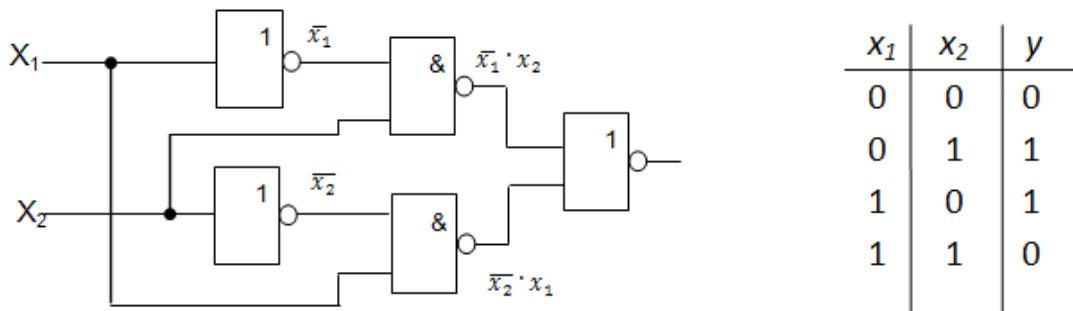 1 x̅₁
X₁ & x̅₁ · x₂
1
1 x̅₂
X₂
&
x̅₂ · x₁
x₁ x₂ y
0 0 0
0 1 1
1 0 1
1 1 0